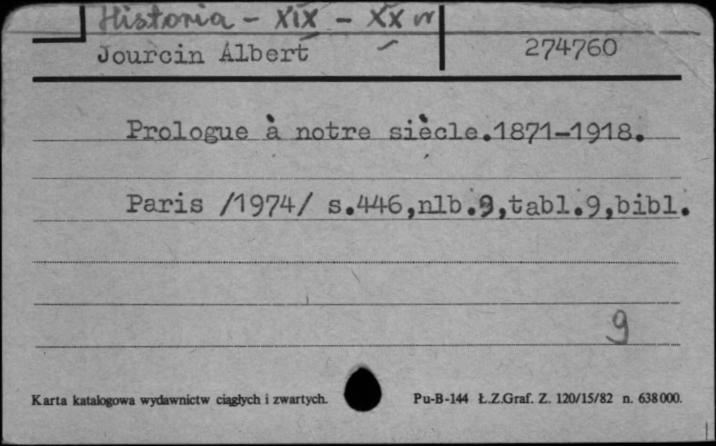 Historia - XIX - XX w
Jourcin Albert 274760
Prologue à notre siècle.1871-1918.
Paris /1974/ s.446,nlb.9,tabl.9,bibl.
9
Karta katalogowa wydawnictw ciągłych i zwartych. Pu-B-144 Ł.Z.Graf. Z. 120/15/82 n. 638000.